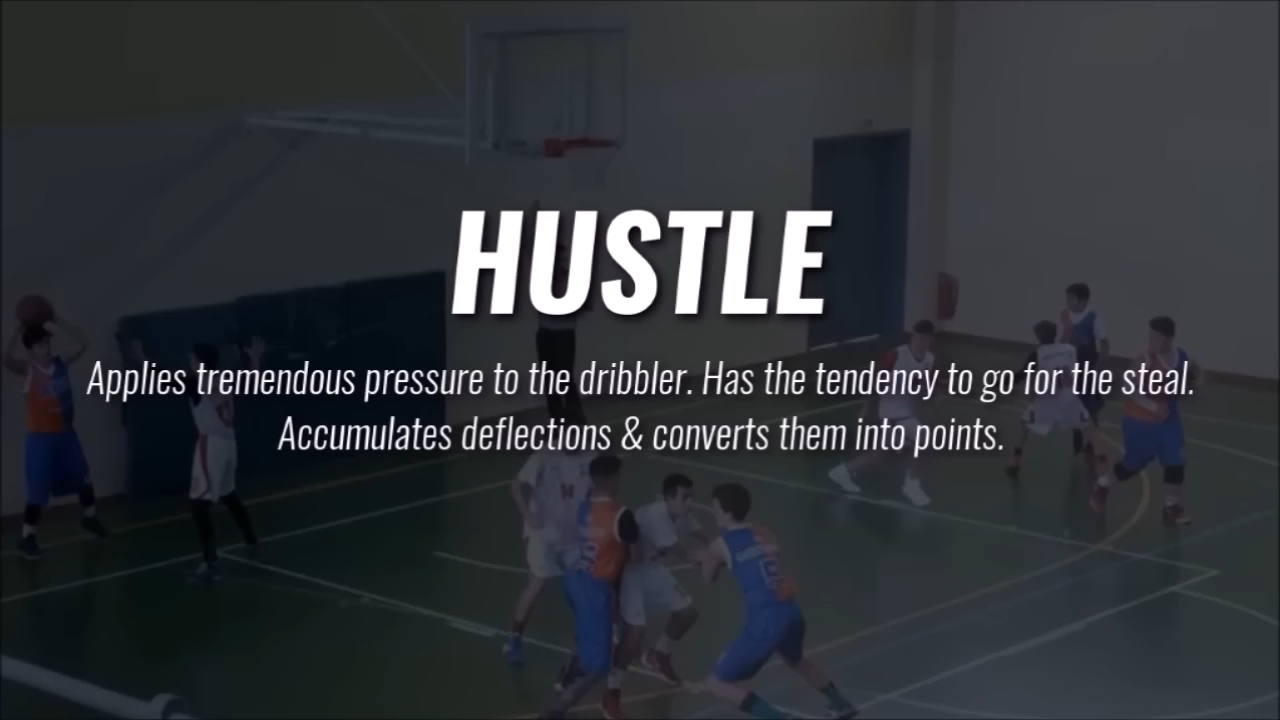 HUSTLE
Applies tremendous pressure to the dribbler. Has the tendency to go for the steal.
Accumulates deflections & converts them into points.